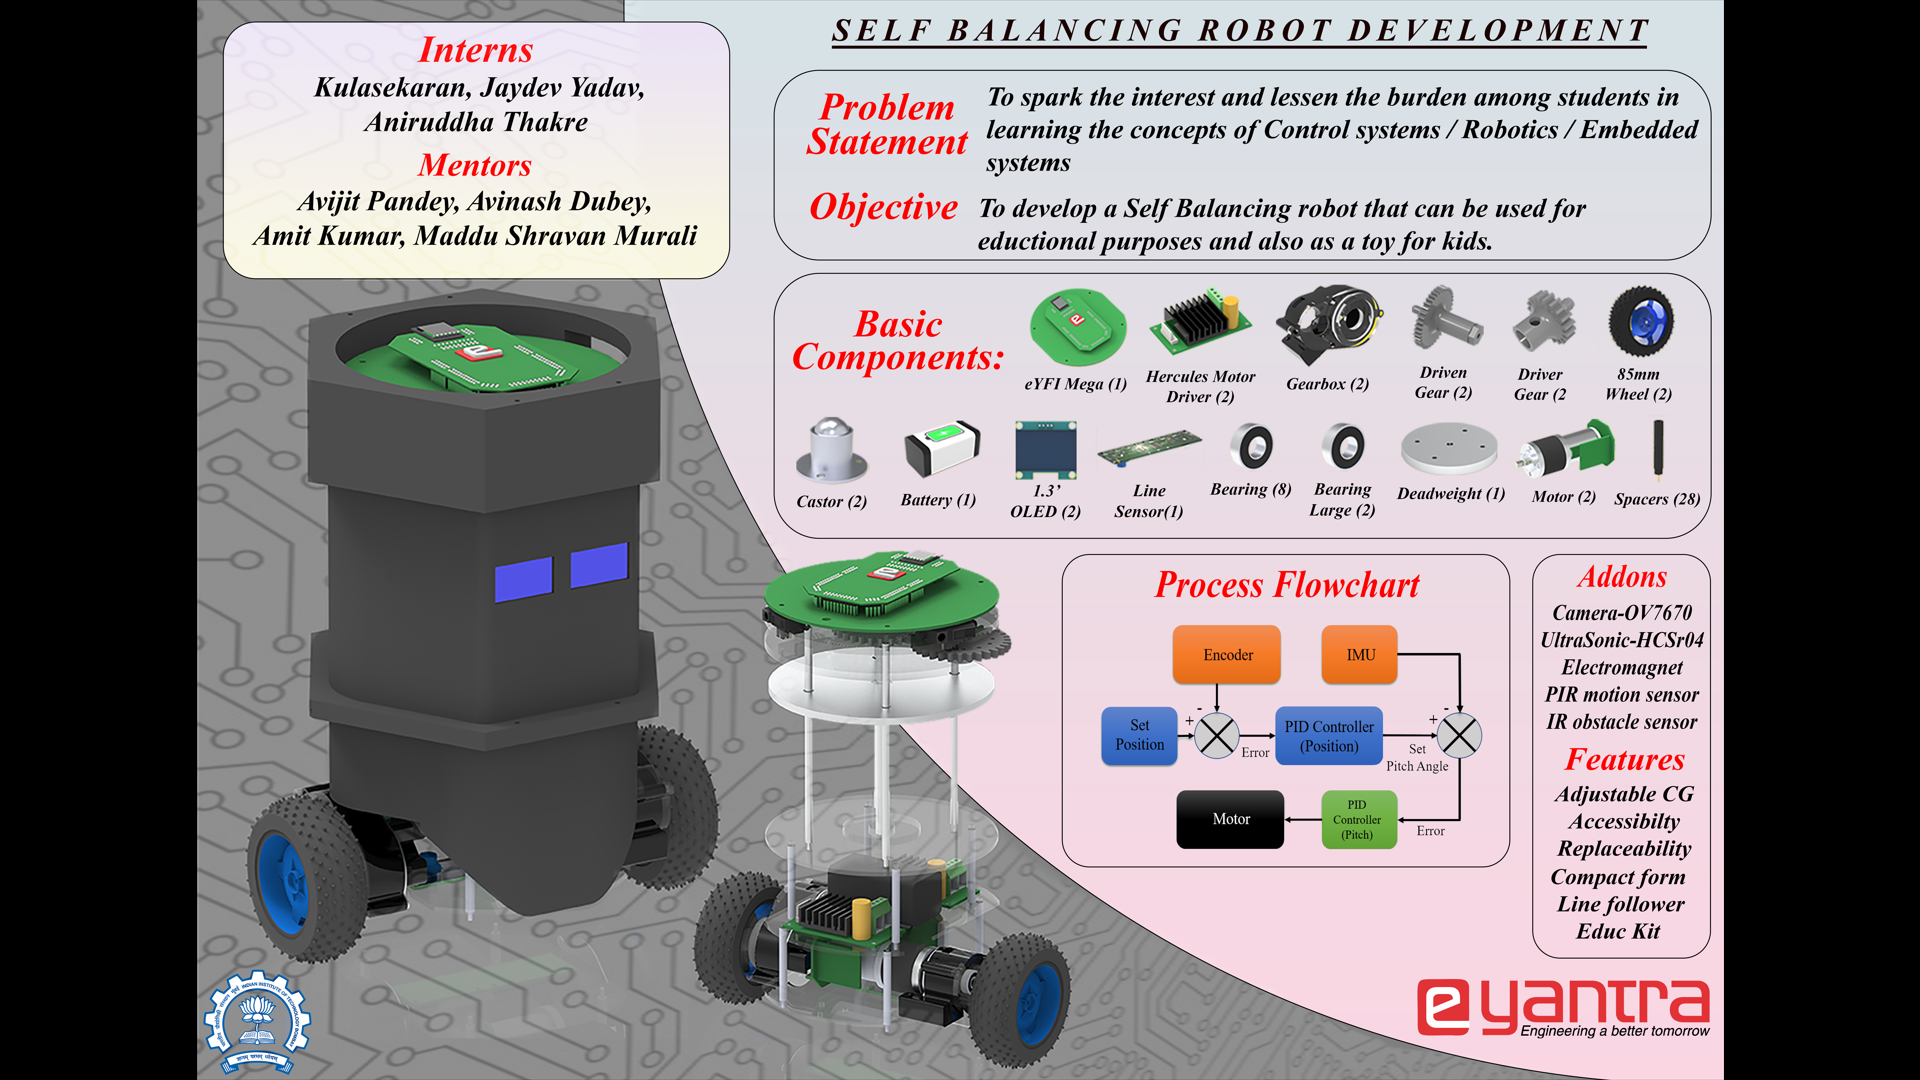 Interns
Kulasekaran, Jaydev Yadav,
Aniruddha Thakre
Mentors
Avijit Pandey, Avinash Dubey,
Amit Kumar, Maddu Shravan Murali
SELF BALANCING ROBOT DEVELOPMENT
Problem
Statement
To spark the interest and lessen the burden among students in
learning the concepts of Control systems / Robotics / Embedded
systems
Objective
To develop a Self Balancing robot that can be used for
eductional purposes and also as a toy for kids.
Basic
Components:
eYFI Mega (1)
Hercules Motor
Driver (2)
Gearbox (2)
Driven
Gear (2)
Driver
Gear (2
85mm
Wheel (2)
Castor (2)
Battery (1)
1.3’
OLED (2)
Line
Sensor(1)
Bearing (8)
Bearing
Large (2)
Deadweight (1)
Motor (2)
Spacers (28)
Process Flowchart
Encoder
IMU
Set
Position
+
-
Error
PID Controller
(Position)
Set
Pitch Angle
+
-
Motor
PID
Controller
(Pitch)
Error
Addons
Camera-OV7670
UltraSonic-HCSr04
Electromagnet
PIR motion sensor
IR obstacle sensor
Features
Adjustable CG
Accessibilty
Replaceability
Compact form
Line follower
Educ Kit
e yantra
Engineering a better tomorrow
INDIAN INSTITUTE OF TECHNOLOGY BOMBAY